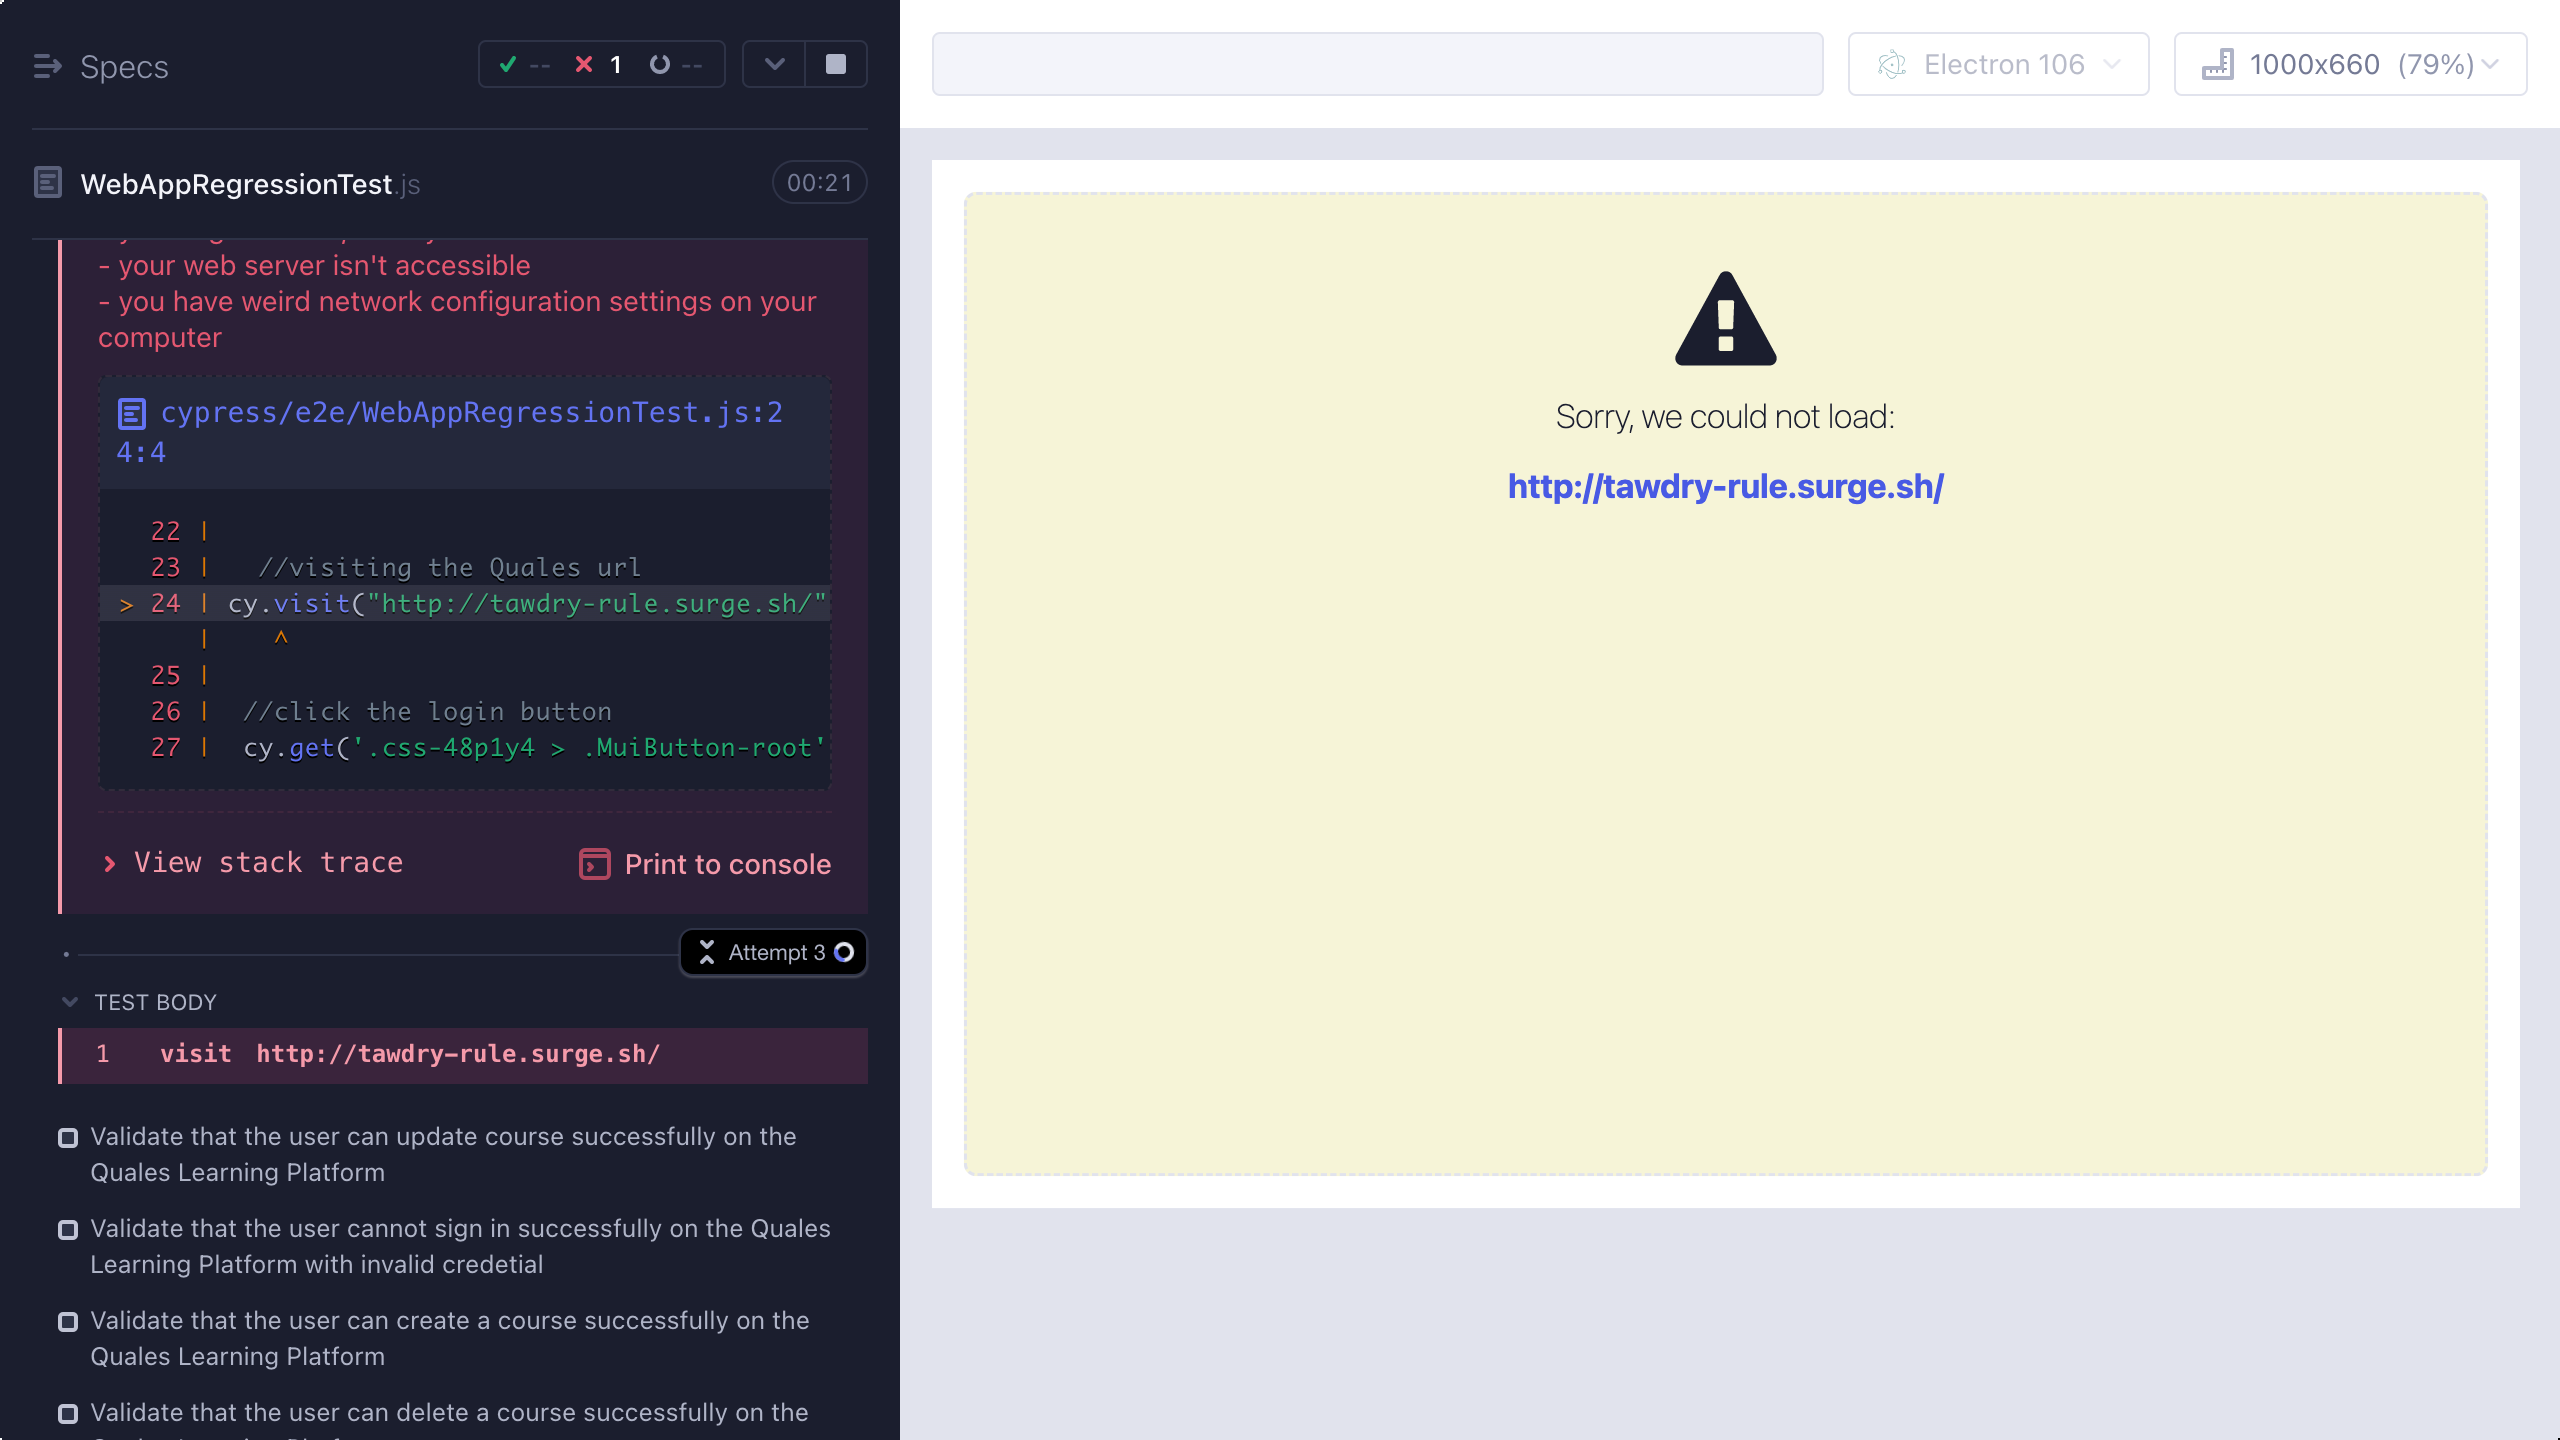 Specs
-- 1 --
Electron 106
1000x660 (79%)
WebAppRegressionTest.js
00:21
- your web server isn't accessible
- you have weird network configuration settings on your
computer
cypress/e2e/WebAppRegressionTest.js:2
4:4
22 |
23 | //visiting the Quales url
> 24 | cy.visit("http://tawdry-rule.surge.sh/"
| ^
25 |
26 | //click the login button
27 | cy.get('.css-48p1y4 > .MuiButton-root'
View stack trace
Print to console
Attempt 3
TEST BODY
1 visit http://tawdry-rule.surge.sh/
Validate that the user can update course successfully on the
Quales Learning Platform
Validate that the user cannot sign in successfully on the Quales
Learning Platform with invalid credetial
Validate that the user can create a course successfully on the
Quales Learning Platform
Validate that the user can delete a course successfully on the
Sorry, we could not load:
http://tawdry-rule.surge.sh/